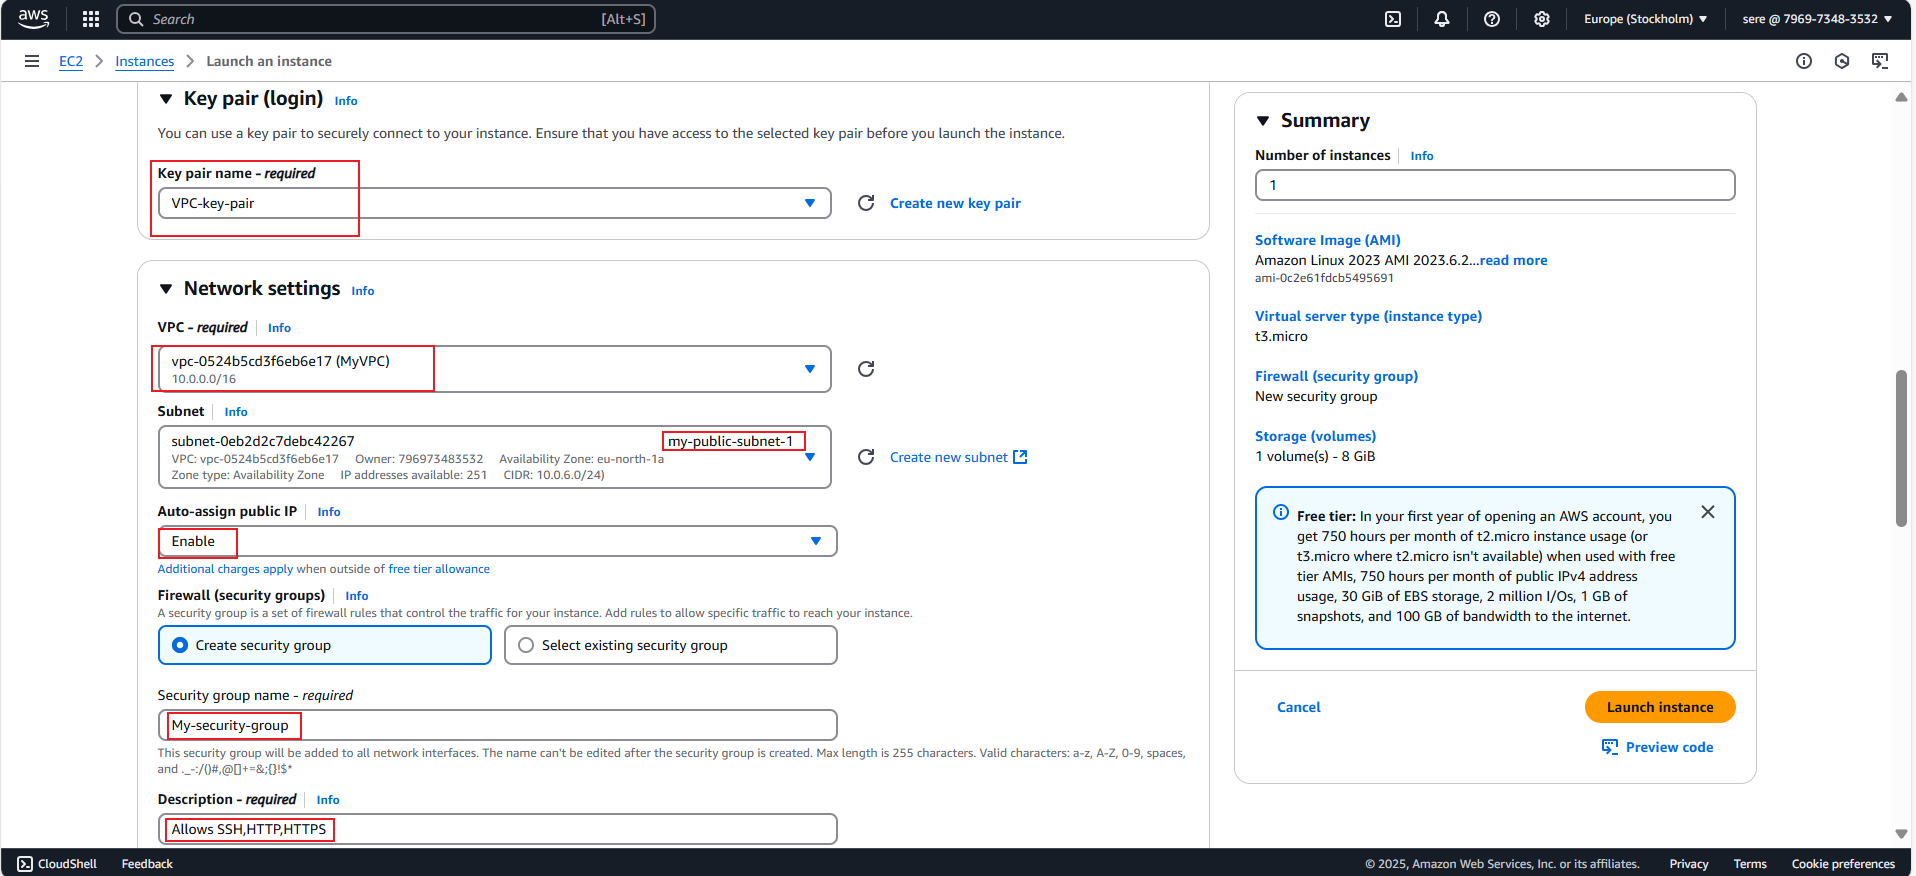 aws
Search [Alt+S]
Europe (Stockholm) ▼
sere @ 7969-7348-3532 ▼
EC2 > Instances > Launch an instance
▼ Key pair (login) Info
You can use a key pair to securely connect to your instance. Ensure that you have access to the selected key pair before you launch the instance.
Key pair name - required
VPC-key-pair
Create new key pair
▼ Network settings Info
VPC - required Info
vpc-0524b5cd3f6eb6e17 (MyVPC)
10.0.0.0/16
Subnet Info
subnet-0eb2d2c7debc42267 my-public-subnet-1
VPC: vpc-0524b5cd3f6eb6e17 Owner: 796973483532 Availability Zone: eu-north-1a
Zone type: Availability Zone IP addresses available: 251 CIDR: 10.0.6.0/24)
Create new subnet
Auto-assign public IP Info
Enable
Additional charges apply when outside of free tier allowance
Firewall (security groups) Info
A security group is a set of firewall rules that control the traffic for your instance. Add rules to allow specific traffic to reach your instance.
Create security group
Select existing security group
Security group name - required
My-security-group
This security group will be added to all network interfaces. The name can't be edited after the security group is created. Max length is 255 characters. Valid characters: a-z, A-Z, 0-9, spaces,
and ._-:/()#,@[]+=&;{}!$*
Description - required Info
Allows SSH,HTTP,HTTPS
▼ Summary
Number of instances Info
1
Software Image (AMI)
Amazon Linux 2023 AMI 2023.6.2...read more
ami-0c2e61fdcb5495691
Virtual server type (instance type)
t3.micro
Firewall (security group)
New security group
Storage (volumes)
1 volume(s) - 8 GiB
Free tier: In your first year of opening an AWS account, you
get 750 hours per month of t2.micro instance usage (or
t3.micro where t2.micro isn't available) when used with free
tier AMIs, 750 hours per month of public IPv4 address
usage, 30 GiB of EBS storage, 2 million I/Os, 1 GB of
snapshots, and 100 GB of bandwidth to the internet.
Cancel
Launch instance
Preview code
CloudShell Feedback
© 2025, Amazon Web Services, Inc. or its affiliates. Privacy Terms Cookie preferences